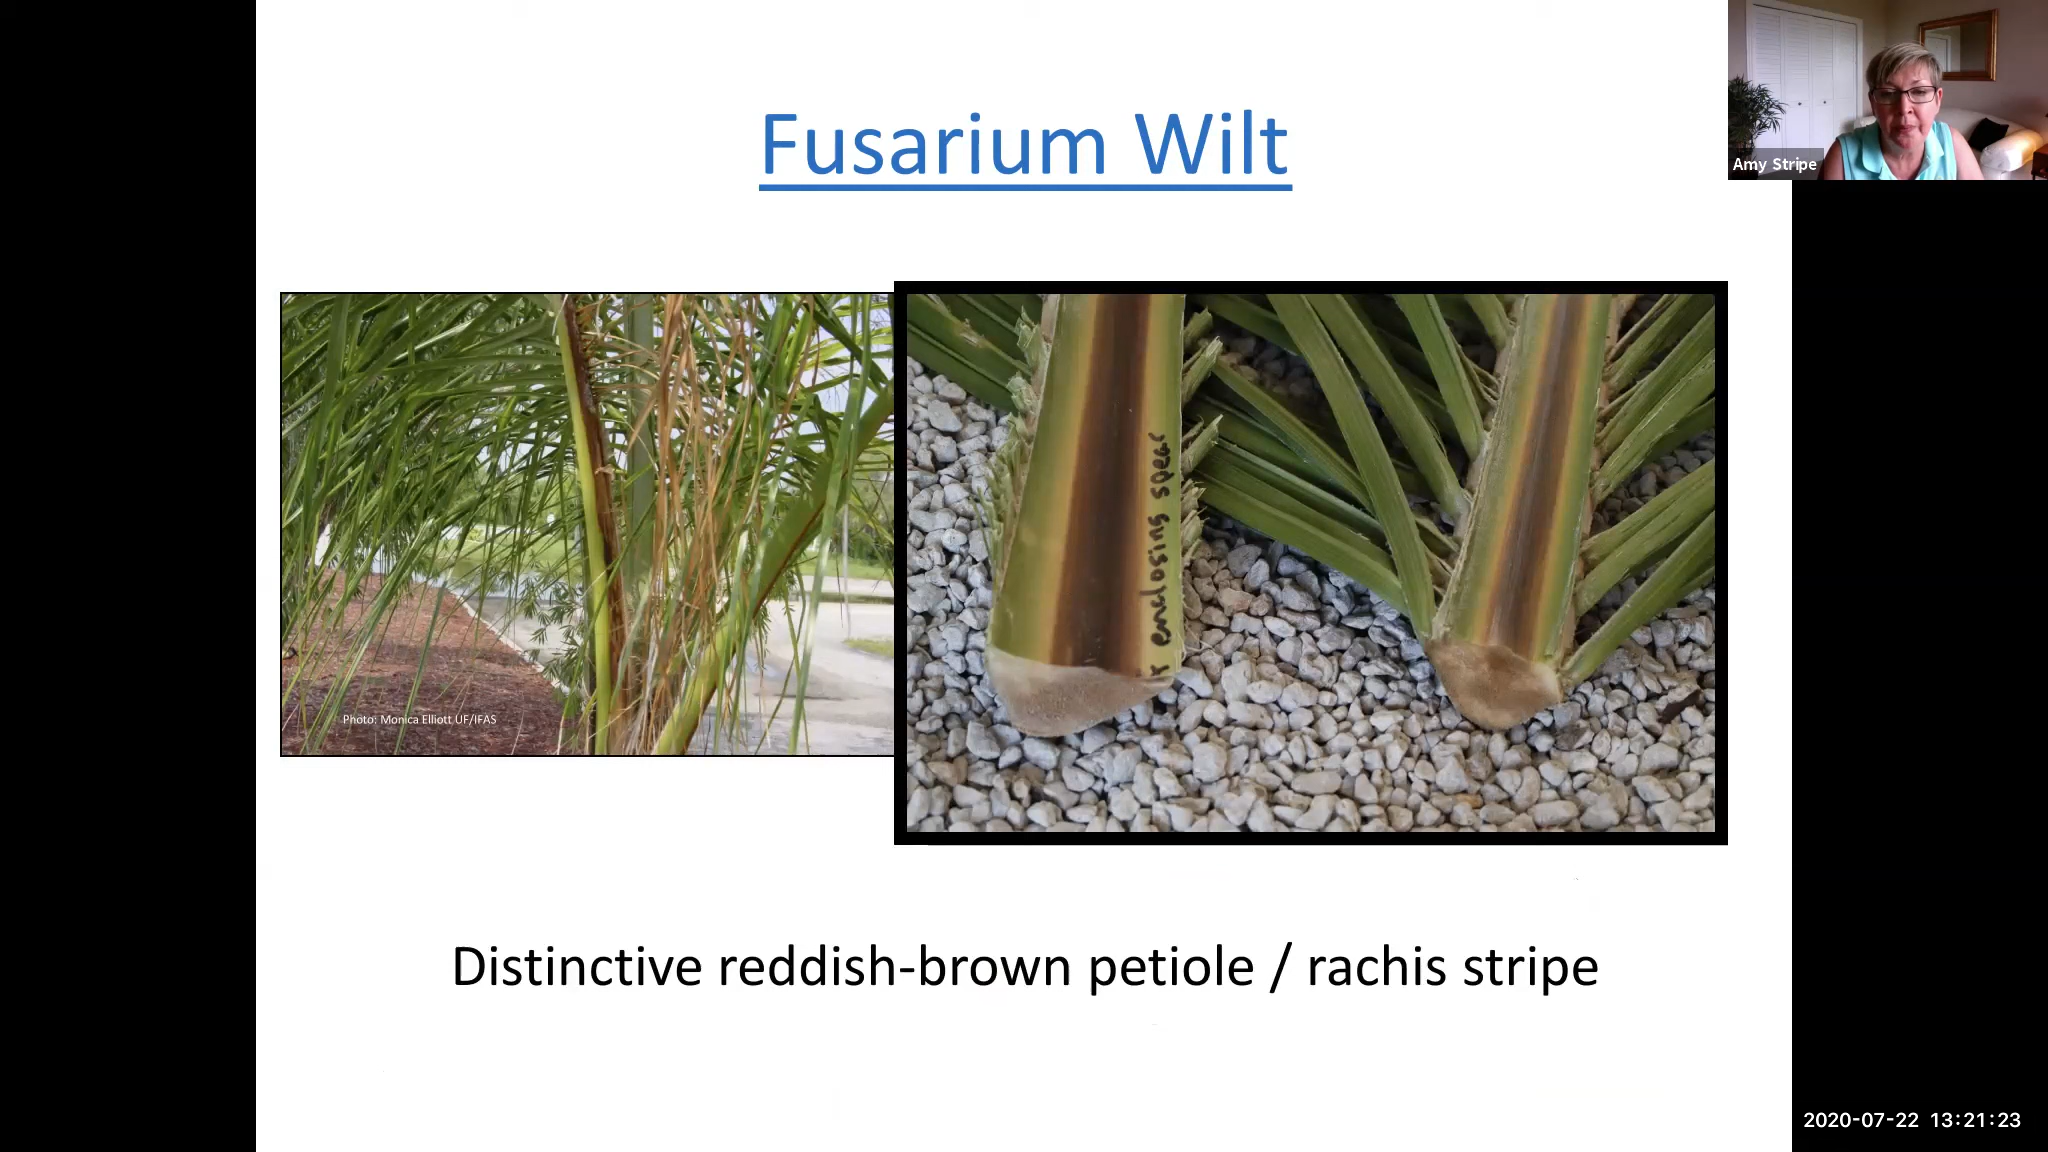 Fusarium Wilt
Amy Stripe
enclosing spear
Photo: Monica Elliott UF/IFAS
Distinctive reddish-brown petiole / rachis stripe
2020-07-22 13:21:23